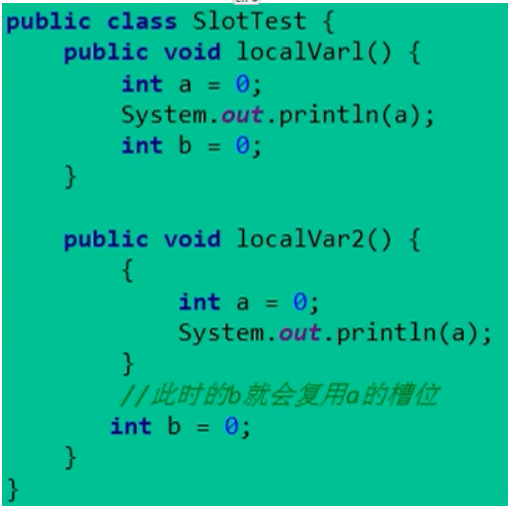 public class SlotTest {
public void localVarl() {
int a = 0;
System.out.println(a);
int b = 0;
}
public void localVar2() {
{
int a = 0;
System.out.println(a);
}
//此时的b就会复用a的槽位
int b = 0;
}
}